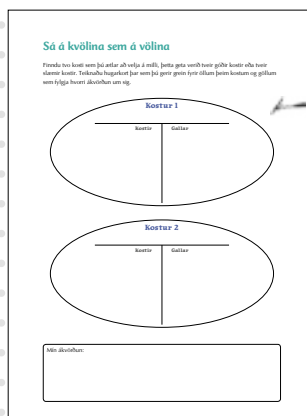 Sá á kvölina sem á völina
Finndu tvo kosti sem þú ætlar að velja á milli, þetta geta verið tveir góðir kostir eða tveir
slæmir kostir. Teiknaðu hugarkort þar sem þú gerir grein fyrir öllum þeim kostum og göllum
sem fylgja hvorri ákvörðun um sig.
Kostur 1
Kostir Gallar
Kostur 2
Kostir Gallar
Mín ákvörðun: